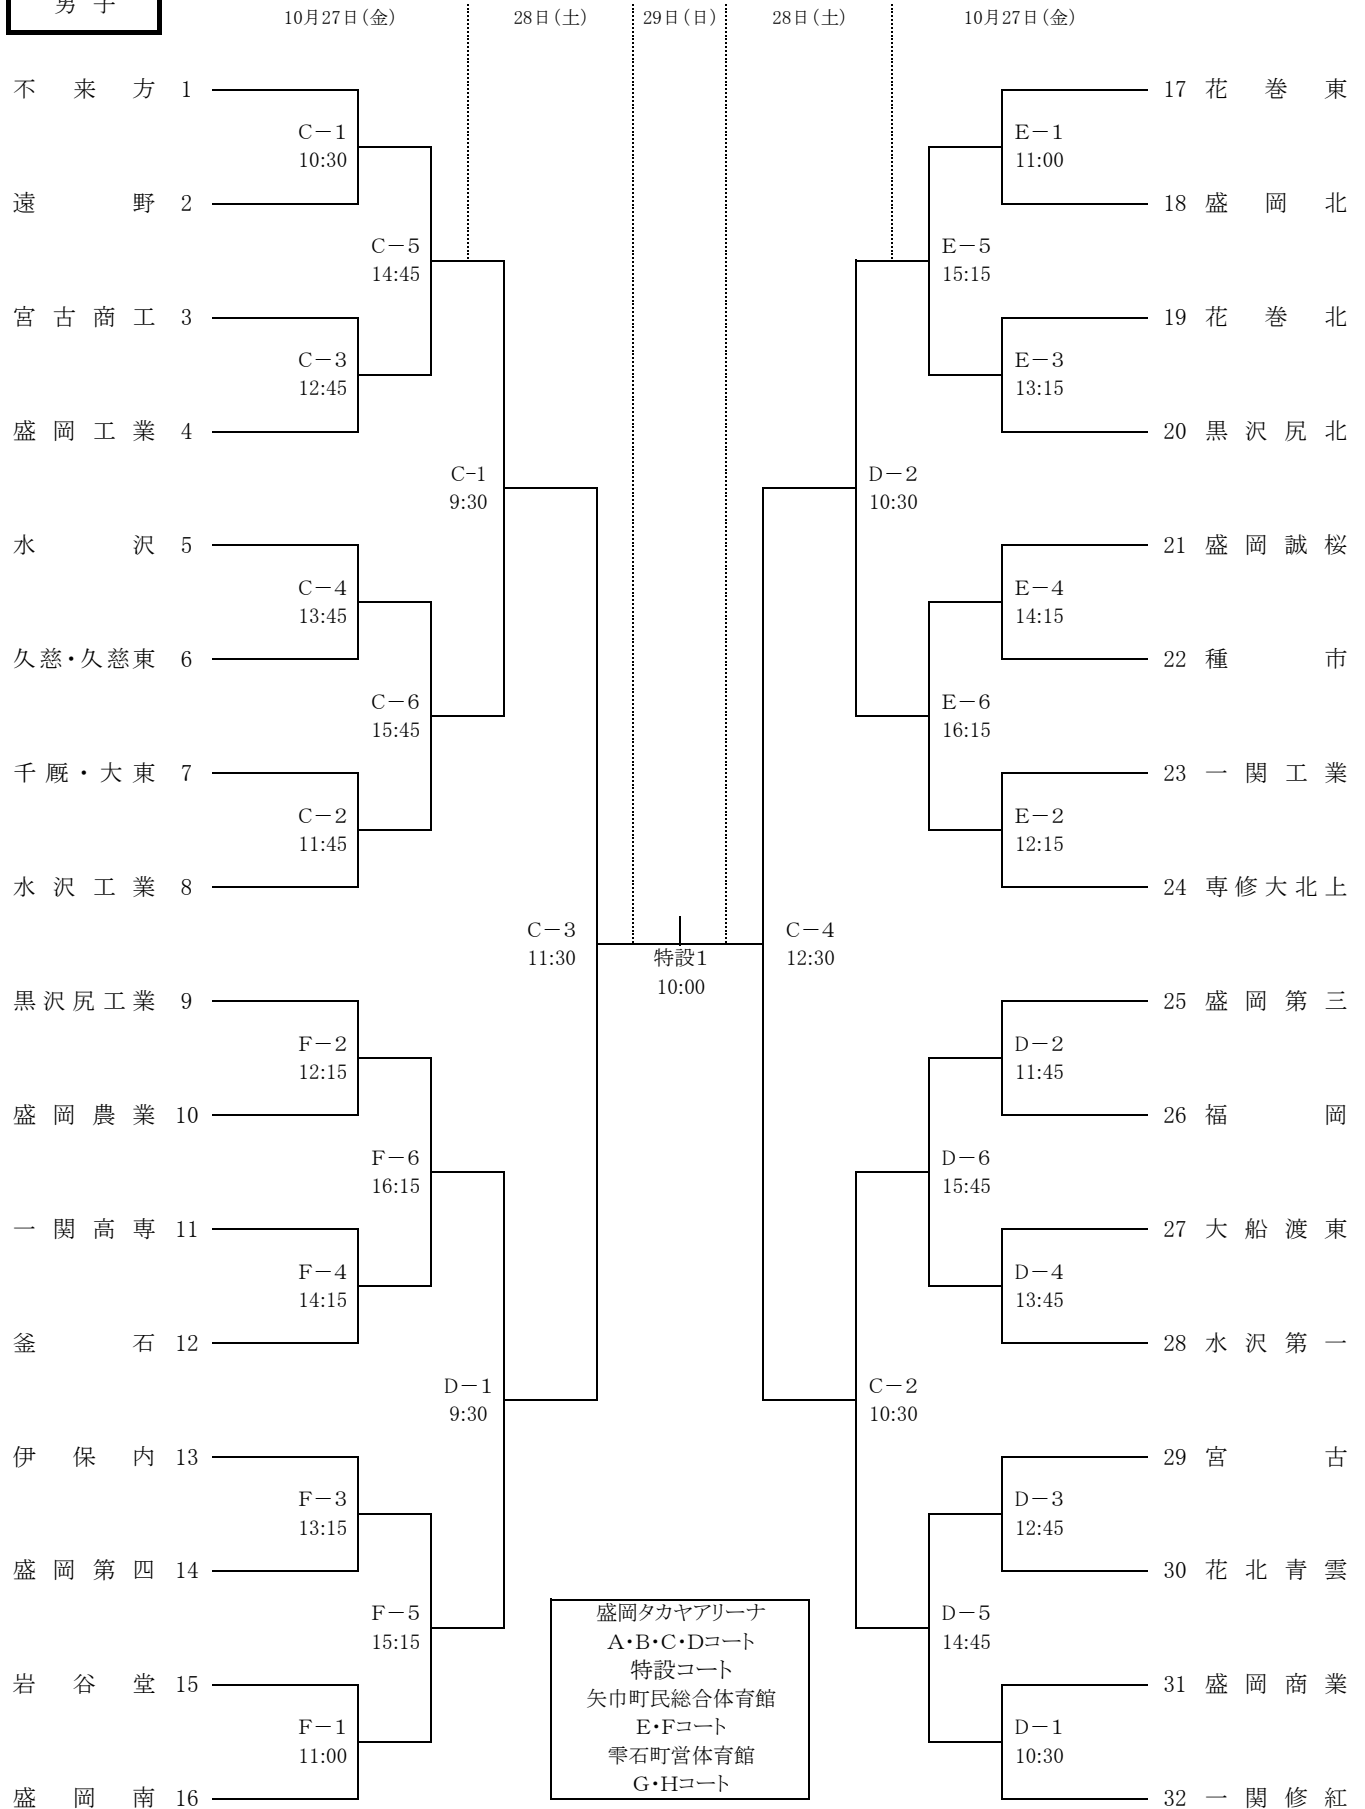 男子
10月27日(金) 28日(土) 29日(日) 28日(土) 10月27日(金)
不来方 1
C－1
10:30
遠野 2
C－5
14:45
宮古商工 3
C－3
12:45
盛岡工業 4
C-1
9:30
水沢 5
C－4
13:45
久慈・久慈東 6
C－6
15:45
千厩・大東 7
C－2
11:45
水沢工業 8
C－3
11:30
黒沢尻工業 9
F－2
12:15
盛岡農業 10
F－6
16:15
一関高専 11
F－4
14:15
釜石 12
D－1
9:30
伊保内 13
F－3
13:15
盛岡第四 14
F－5
15:15
岩谷堂 15
F－1
11:00
盛岡南 16
特設1
10:00
17 花巻東
E－1
11:00
18 盛岡北
E－5
15:15
19 花巻北
E－3
13:15
20 黒沢尻北
D－2
10:30
21 盛岡誠桜
E－4
14:15
22 種市
E－6
16:15
23 一関工業
E－2
12:15
24 専修大北上
C－4
12:30
25 盛岡第三
D－2
11:45
26 福岡
D－6
15:45
27 大船渡東
D－4
13:45
28 水沢第一
C－2
10:30
29 宮古
D－3
12:45
30 花北青雲
D－5
14:45
31 盛岡商業
D－1
10:30
32 一関修紅
盛岡タカヤアリーナ
A・B・C・Dコート
特設コート
矢巾町民総合体育館
E・Fコート
雫石町営体育館
G・Hコート